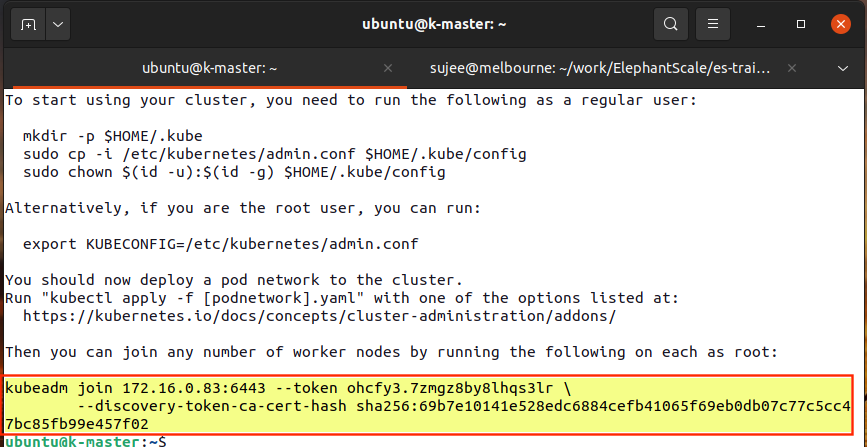 ubuntu@k-master: ~
ubuntu@k-master: ~
sujee@melbourne: ~/work/ElephantScale/es-trai…
To start using your cluster, you need to run the following as a regular user:
mkdir -p $HOME/.kube
sudo cp -i /etc/kubernetes/admin.conf $HOME/.kube/config
sudo chown $(id -u):$(id -g) $HOME/.kube/config
Alternatively, if you are the root user, you can run:
export KUBECONFIG=/etc/kubernetes/admin.conf
You should now deploy a pod network to the cluster.
Run "kubectl apply -f [podnetwork].yaml" with one of the options listed at:
https://kubernetes.io/docs/concepts/cluster-administration/addons/
Then you can join any number of worker nodes by running the following on each as root:
kubeadm join 172.16.0.83:6443 --token ohcfy3.7zmgz8by8lhqs3lr \
--discovery-token-ca-cert-hash sha256:69b7e10141e528edc6884cefb41065f69eb0db07c77c5cc4
7bc85fb99e457f02
ubuntu@k-master:~$